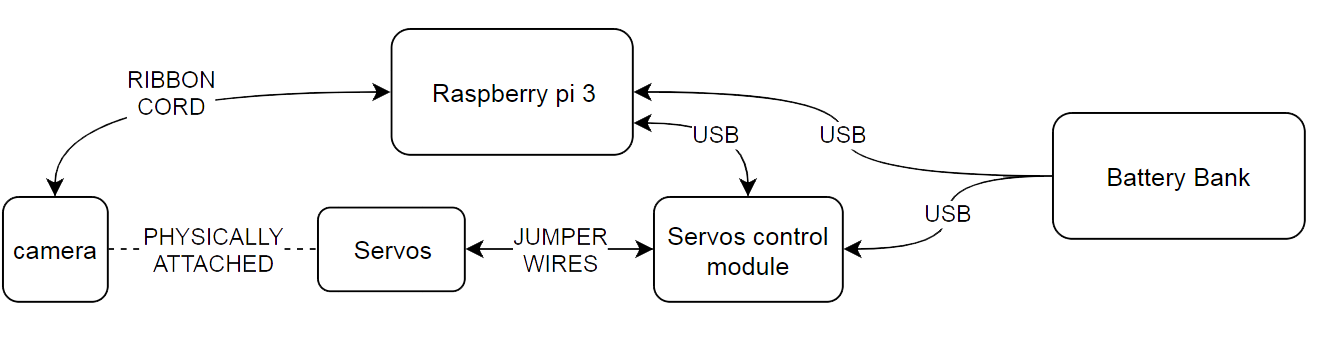 RIBBON
CORD
Raspberry pi 3
USB
USB
Battery Bank
USB
camera
PHYSICALLY
ATTACHED
Servos
JUMPER
WIRES
Servos control
module